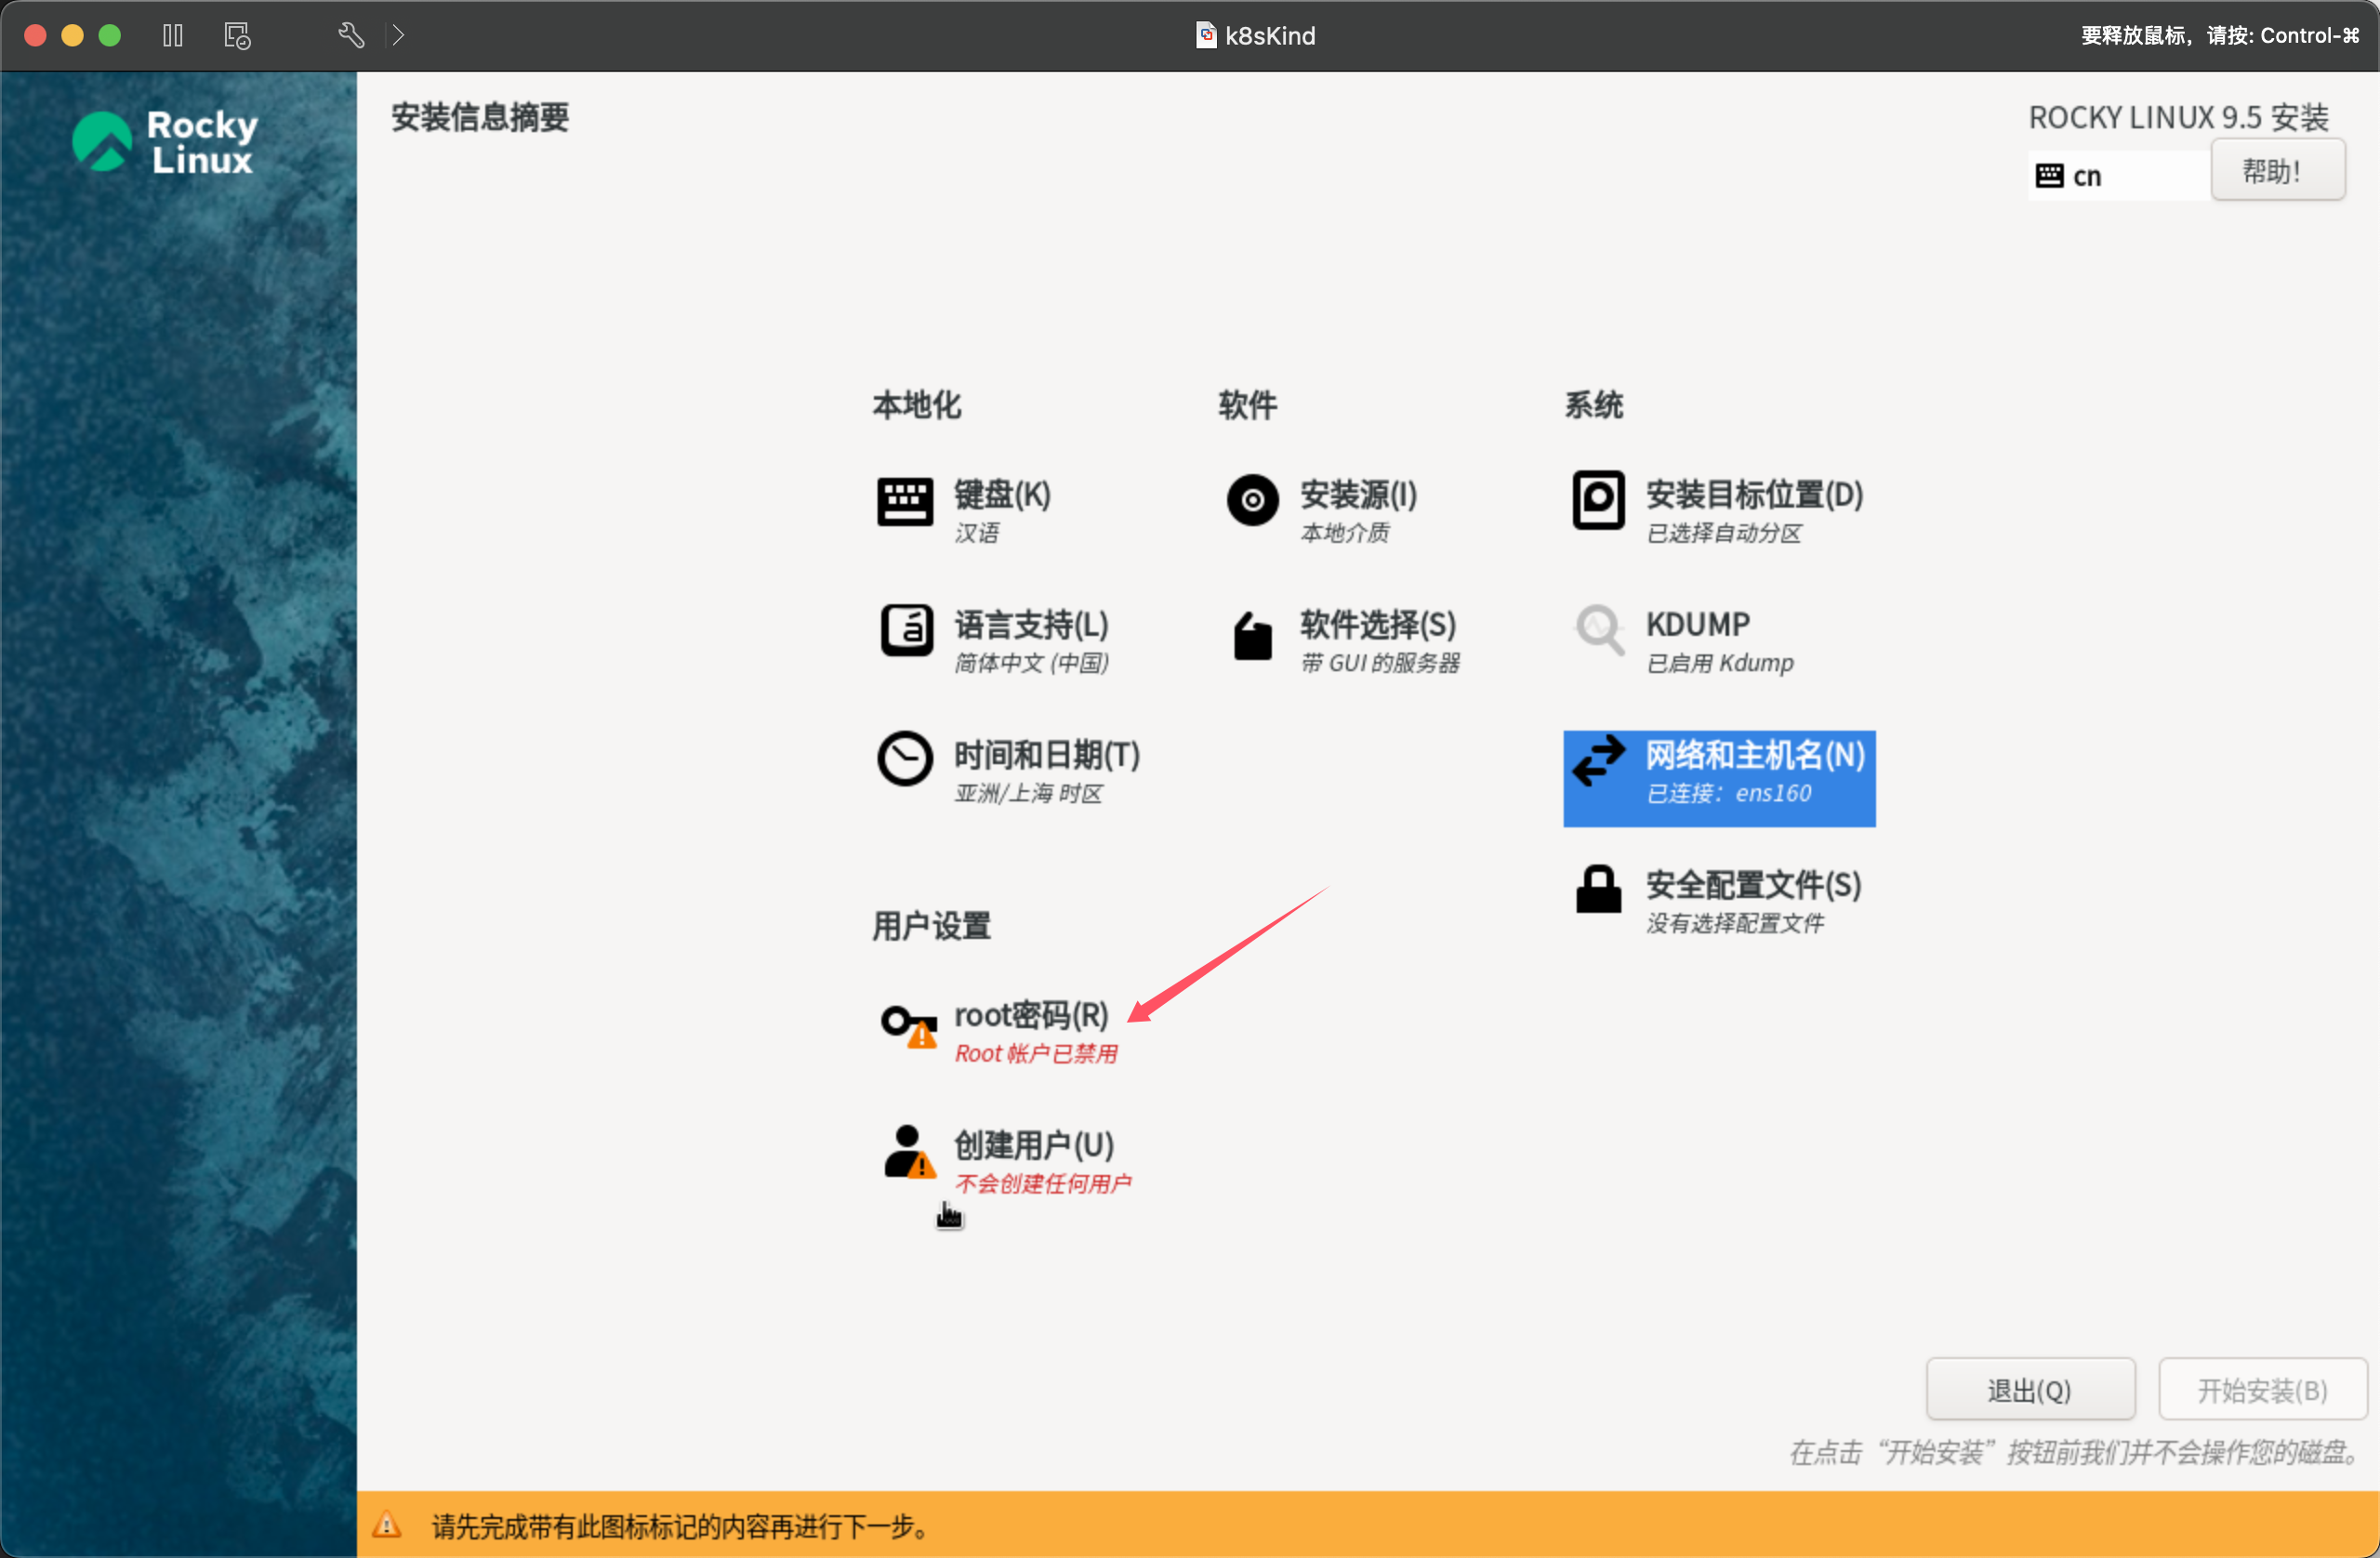 k8sKind
要释放鼠标，请按: Control-⌘
Rocky
Linux
安装信息摘要
ROCKY LINUX 9.5 安装
cn
帮助！
本地化
软件
系统
键盘(K)
汉语
安装源(I)
本地介质
安装目标位置(D)
已选择自动分区
语言支持(L)
简体中文 (中国)
软件选择(S)
带 GUI 的服务器
KDUMP
已启用 Kdump
时间和日期(T)
亚洲/上海 时区
网络和主机名(N)
已连接：ens160
安全配置文件(S)
没有选择配置文件
用户设置
root密码(R)
Root 帐户已禁用
创建用户(U)
不会创建任何用户
退出(Q)
开始安装(B)
在点击“开始安装”按钮前我们并不会操作您的磁盘。
请先完成带有此图标标记的内容再进行下一步。